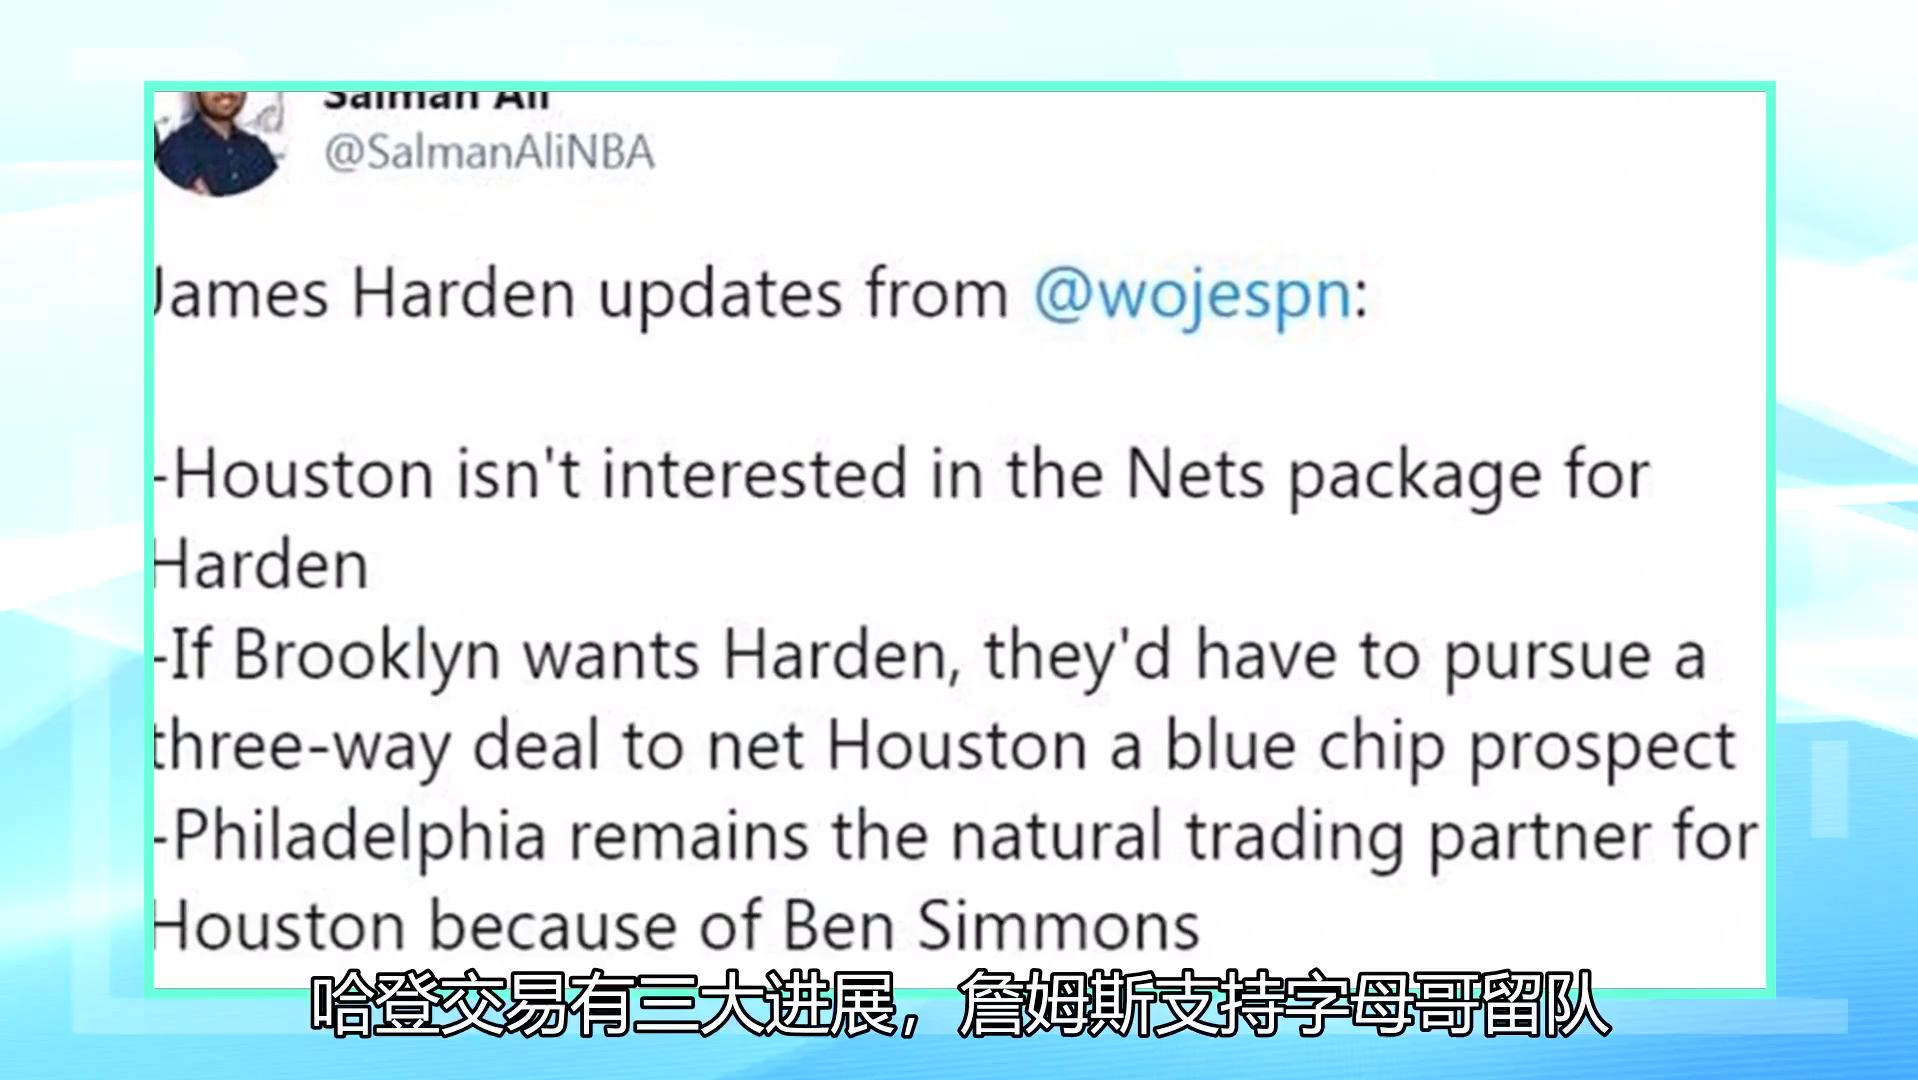 Salman Ali
@SalmanAliNBA
James Harden updates from @wojespn:
-Houston isn't interested in the Nets package for
Harden
-If Brooklyn wants Harden, they'd have to pursue a
three-way deal to net Houston a blue chip prospect
-Philadelphia remains the natural trading partner for
Houston because of Ben Simmons
哈登交易有三大进展，詹姆斯支持字母哥留队